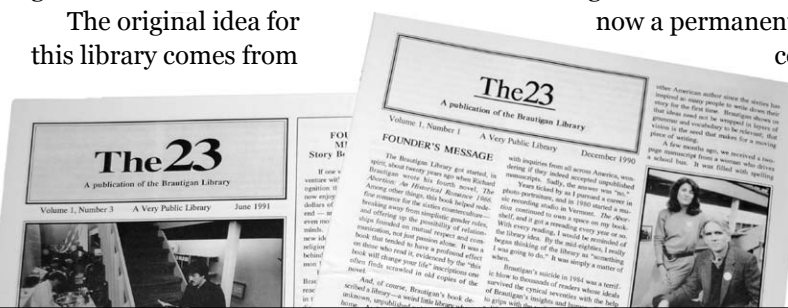 The original idea for
this library comes from
now a permanent
The23
A publication of the Brautigan Library
Volume 1, Number 3 A Very Public Library June 1991
FOU
Story Be
The23
A publication of the Brautigan Library
Volume 1, Number 1 A Very Public Library December 1990
FOUNDER'S MESSAGE
The Brautigan Library got started, in
spirit, about twenty years ago when Richard
Brautigan wrote his fourth novel, The
Abortion: An Historical Romance 1966.
Among other things, this book helped rede-
fine romance for the sixties counterculture—
breaking away from simplistic gender roles,
and offering up the possibility of relation-
ships founded on mutual respect and com-
munication, not just passion alone. It was a
book that tended to have a profound effect
on those who read it, evidenced by the "this
book will change your life" inscriptions one
often finds scrawled in old copies of the
novel.
And, of course, Brautigan's book de-
scribed a library—a weird little library
unknown, unpublished
with inquiries from all across America, won-
dering if they indeed accepted unpublished
manuscripts. Sadly, the answer was "no."
Years ticked by as I pursued a career in
photo portraiture, and in 1980 started a mu-
sic recording studio in Vermont. The Abor-
tion continued to own a space on my book-
shelf, and it got a rereading every year or so.
With every reading, I would be reminded of
the library idea. By the mid eighties, I really
began thinking of the library as "something
I was going to do." It was simply a matter of
when.
Brautigan's suicide in 1984 was a terrif-
ic blow to thousands of readers whose ideals
survived the cynical seventies with the help
of Brautigan's insights and humor
to grips with the
other American author since the sixties has
inspired so many people to write down their
story for the first time. Brautigan shows us
that ideas need not be wrapped in layers of
grammar and vocabulary to be relevant, that
vision is the seed that makes for a moving
piece of writing.
A few months ago, we received a two-
page manuscript from a woman who drives
a school bus. It was filled with spelling